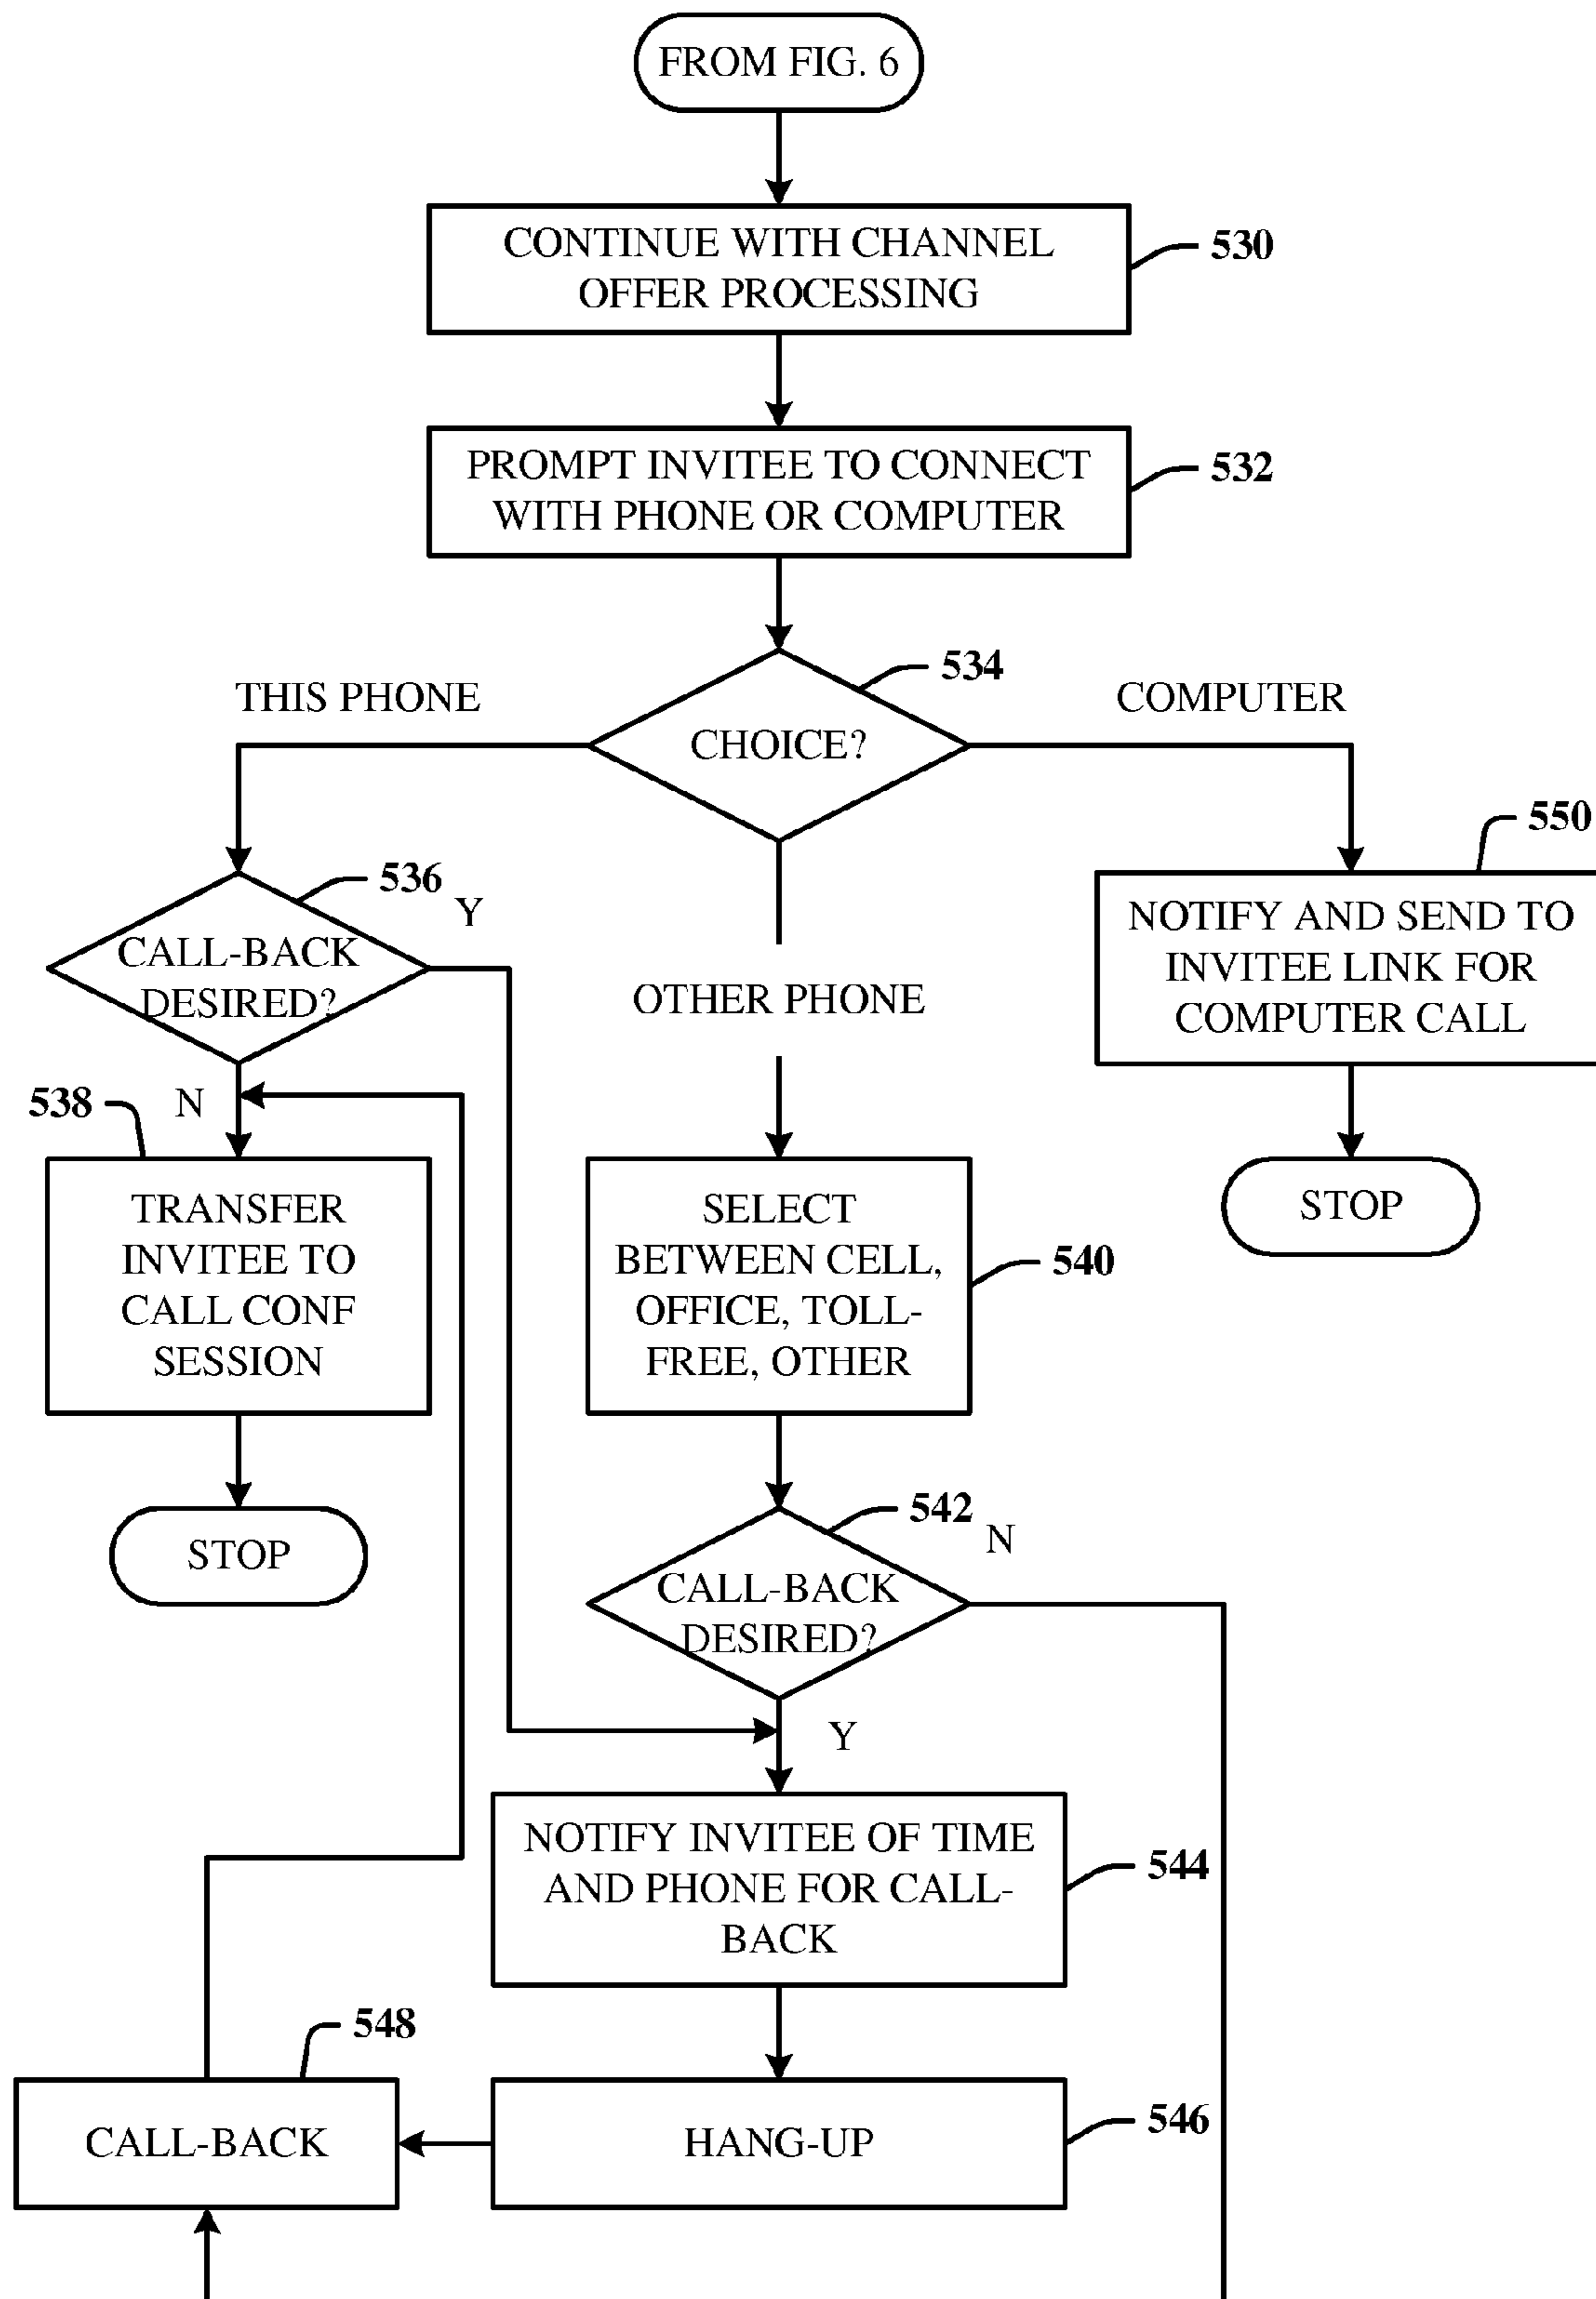 FROM FIG. 6
CONTINUE WITH CHANNEL
OFFER PROCESSING
530
PROMPT INVITEE TO CONNECT
WITH PHONE OR COMPUTER
532
534
THIS PHONE
COMPUTER
CHOICE?
550
536
Y
CALL-BACK
DESIRED?
NOTIFY AND SEND TO
INVITEE LINK FOR
COMPUTER CALL
OTHER PHONE
538
N
TRANSFER
INVITEE TO
CALL CONF
SESSION
SELECT
BETWEEN CELL,
OFFICE, TOLL-
FREE, OTHER
540
STOP
STOP
542
N
CALL-BACK
DESIRED?
Y
NOTIFY INVITEE OF TIME
AND PHONE FOR CALL-
BACK
544
548
CALL-BACK
HANG-UP
546